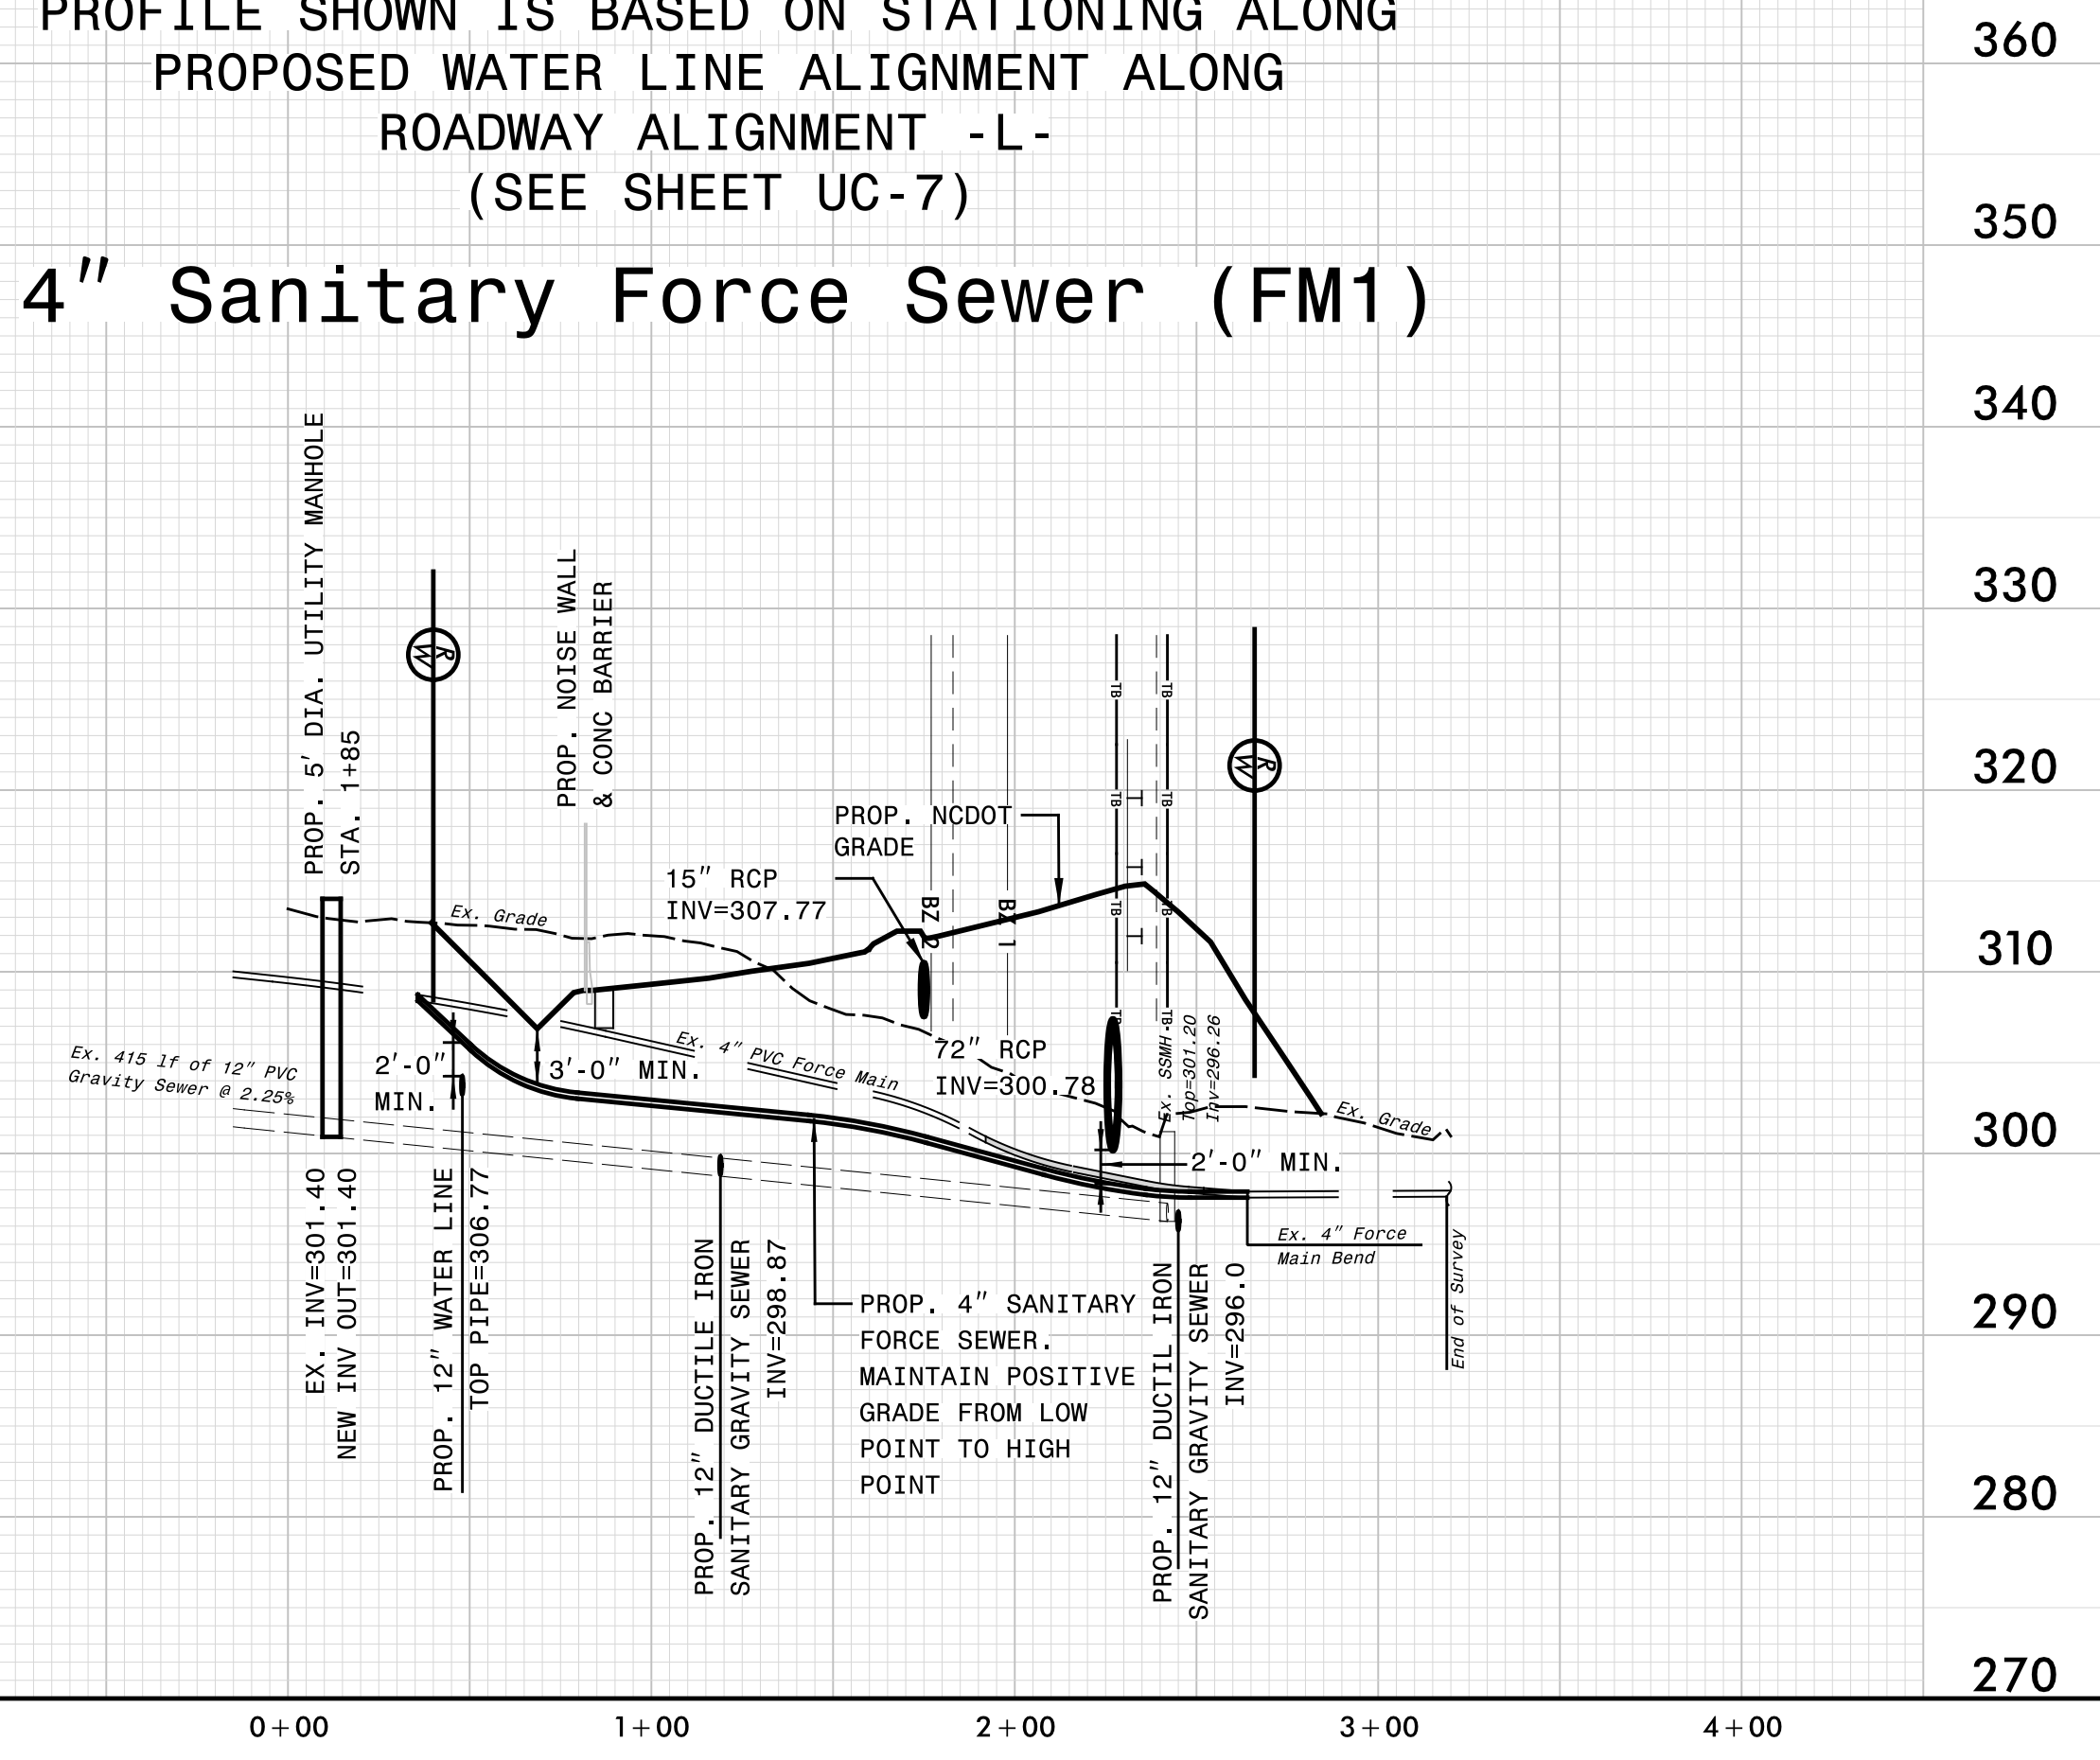 PROFILE SHOWN IS BASED ON STATIONING ALONG
PROPOSED WATER LINE ALIGNMENT ALONG
ROADWAY ALIGNMENT -L-
(SEE SHEET UC-7)
4" Sanitary Force Sewer (FM1)
360
350
340
330
320
310
300
290
280
270
PROP. 5' DIA. UTILITY MANHOLE
STA. 1+85
R/W
PROP. NOISE WALL
& CONC BARRIER
TB
TB
TB
TB
TB
TB
TB
TB
R/W
PROP. NCDOT
GRADE
15" RCP
INV=307.77
BZ 2
BZ 1
Ex. Grade
Ex. 415 lf of 12" PVC
Gravity Sewer @ 2.25%
2'-0"
MIN.
3'-0" MIN.
Ex. 4" PVC Force Main
72" RCP
INV=300.78
Ex. SSMH
Top=301.20
Inv=296.26
Ex. Grade
2'-0" MIN.
EX. INV=301.40
NEW INV OUT=301.40
PROP. 12" WATER LINE
TOP PIPE=306.77
PROP. 12" DUCTILE IRON
SANITARY GRAVITY SEWER
INV=298.87
PROP. 4" SANITARY
FORCE SEWER.
MAINTAIN POSITIVE
GRADE FROM LOW
POINT TO HIGH
POINT
PROP. 12" DUCTIL IRON
SANITARY GRAVITY SEWER
INV=296.0
Ex. 4" Force
Main Bend
End of Survey
0+00
1+00
2+00
3+00
4+00